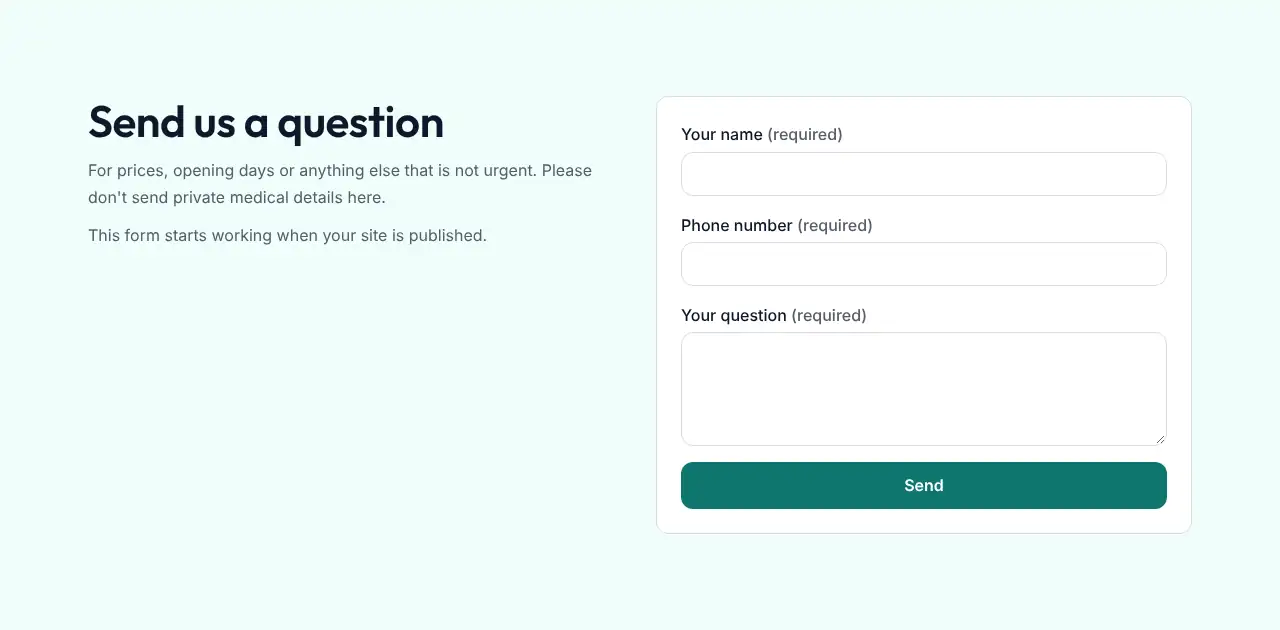 Send us a question
For prices, opening days or anything else that is not urgent. Please
don't send private medical details here.
This form starts working when your site is published.
Your name (required)
Phone number (required)
Your question (required)
Send